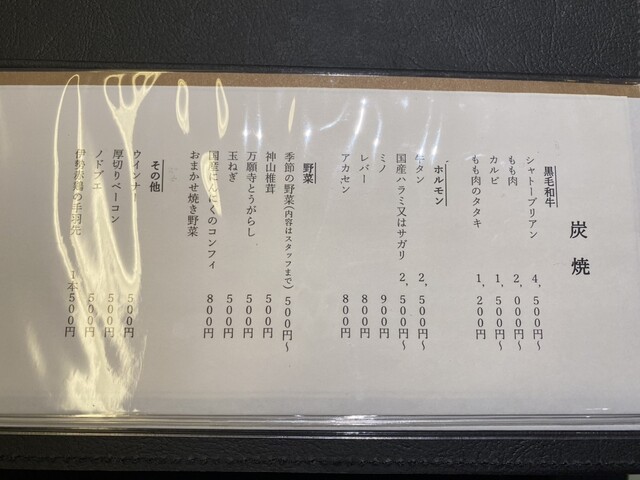 炭焼
黒毛和牛
シャトーブリアン 4,500円〜
もも肉 2,000円〜
カルビ 1,500円〜
もも肉のタタキ 1,200円
ホルモン
牛タン 2,500円〜
国産ハラミ又はサガリ 2,500円〜
ミノ 900円
レバー 800円
アカセン 800円
野菜
季節の野菜(内容はスタッフまで) 500円〜
神山椎茸 500円
万願寺とうがらし 500円
玉ねぎ 500円
国産にんにくのコンフィ 500円
おまかせ焼き野菜 800円
その他
ウインナー 500円
厚切りベーコン 500円
ノドブエ 500円
伊勢赤鶏の手羽先 1本500円